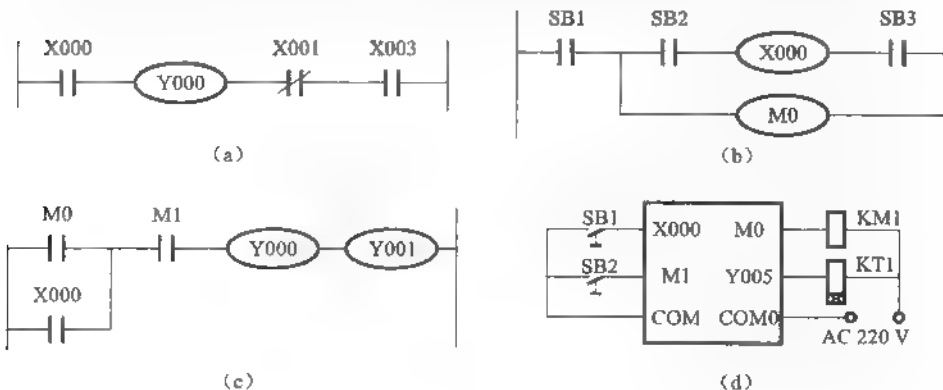 X000
Y000
X001
X003
(a)
SB1
SB2
X000
SB3
M0
(b)
M0
M1
Y000
Y001
X000
(c)
SB1
X000
M0
KM1
SB2
M1
Y005
KT1
COM
COM0
AC 220 V
(d)